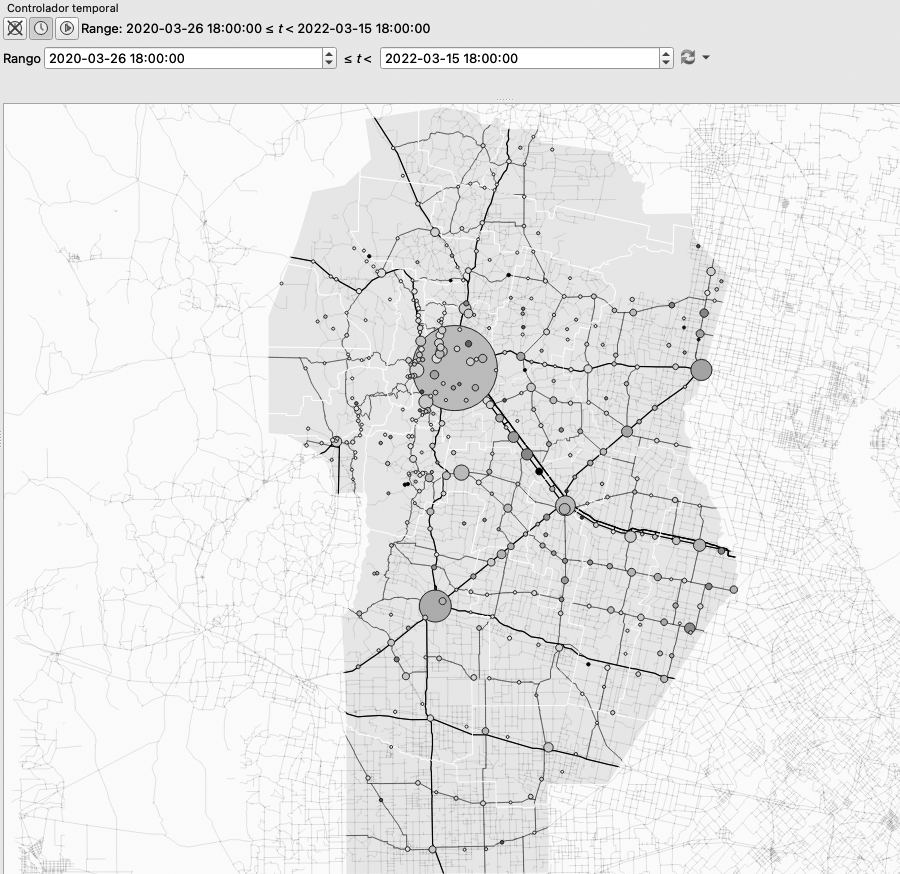 Controlador temporal
Range: 2020-03-26 18:00:00 ≤ t < 2022-03-15 18:00:00
Rango 2020-03-26 18:00:00 ≤ t < 2022-03-15 18:00:00